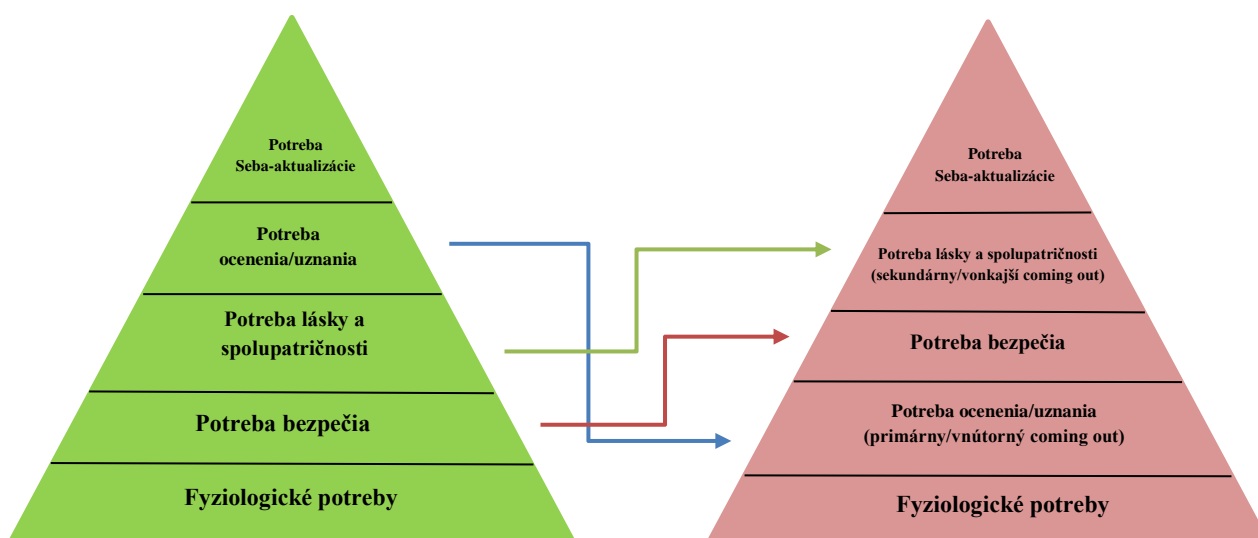 Potreba
Seba-aktualizácie
Potreba
ocenenia/uznania
Potreba lásky a
spolupatričnosti
Potreba bezpečia
Fyziologické potreby
Potreba
Seba-aktualizácie
Potreba lásky a spolupatričnosti
(sekundárny/vonkajší coming out)
Potreba bezpečia
Potreba ocenenia/uznania
(primárny/vnútorný coming out)
Fyziologické potreby